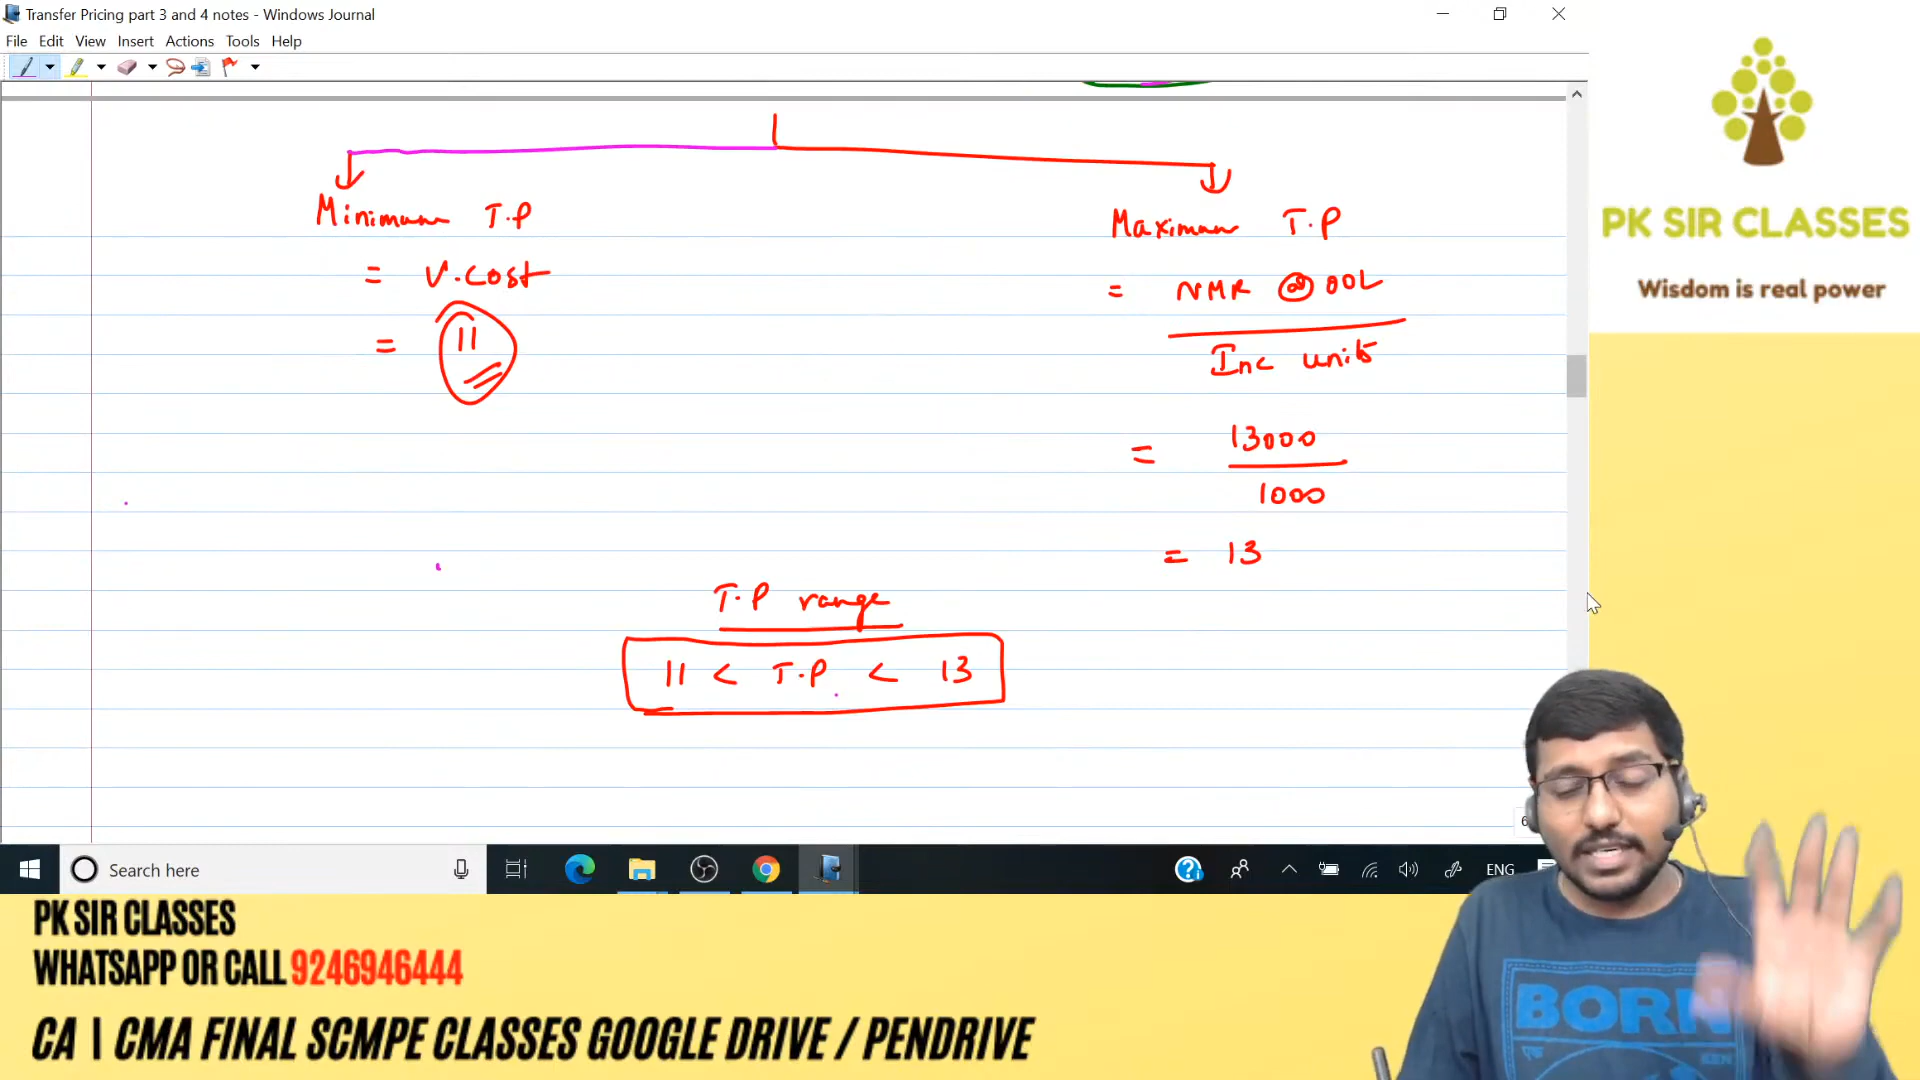 Transfer Pricing part 3 and 4 notes - Windows Journal
File Edit View Insert Actions Tools Help
Minimum T.P
= V.cost
= 11
Maximum T.P
= NMR @ OOL
Inc units
= 13000
1000
= 13
T.P range
11 < T.P < 13
6
Search here
ENG
PK SIR CLASSES
Wisdom is real power
PK SIR CLASSES
WHATSAPP OR CALL 9246946444
CA \ CMA FINAL SCMPE CLASSES GOOGLE DRIVE / PENDRIVE
BORN